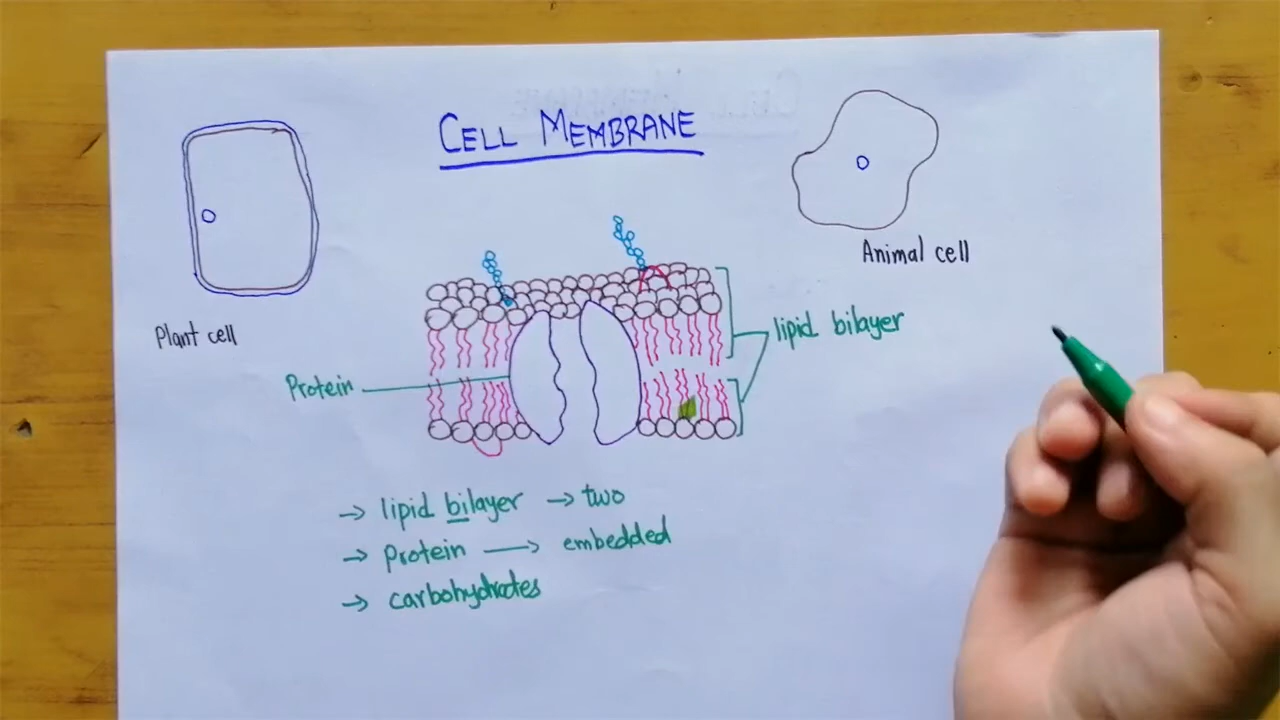 CELL MEMBRANE
Plant cell
Animal cell
lipid bilayer
Protein
→ lipid bilayer → two
→ protein → embedded
→ carbohydrates